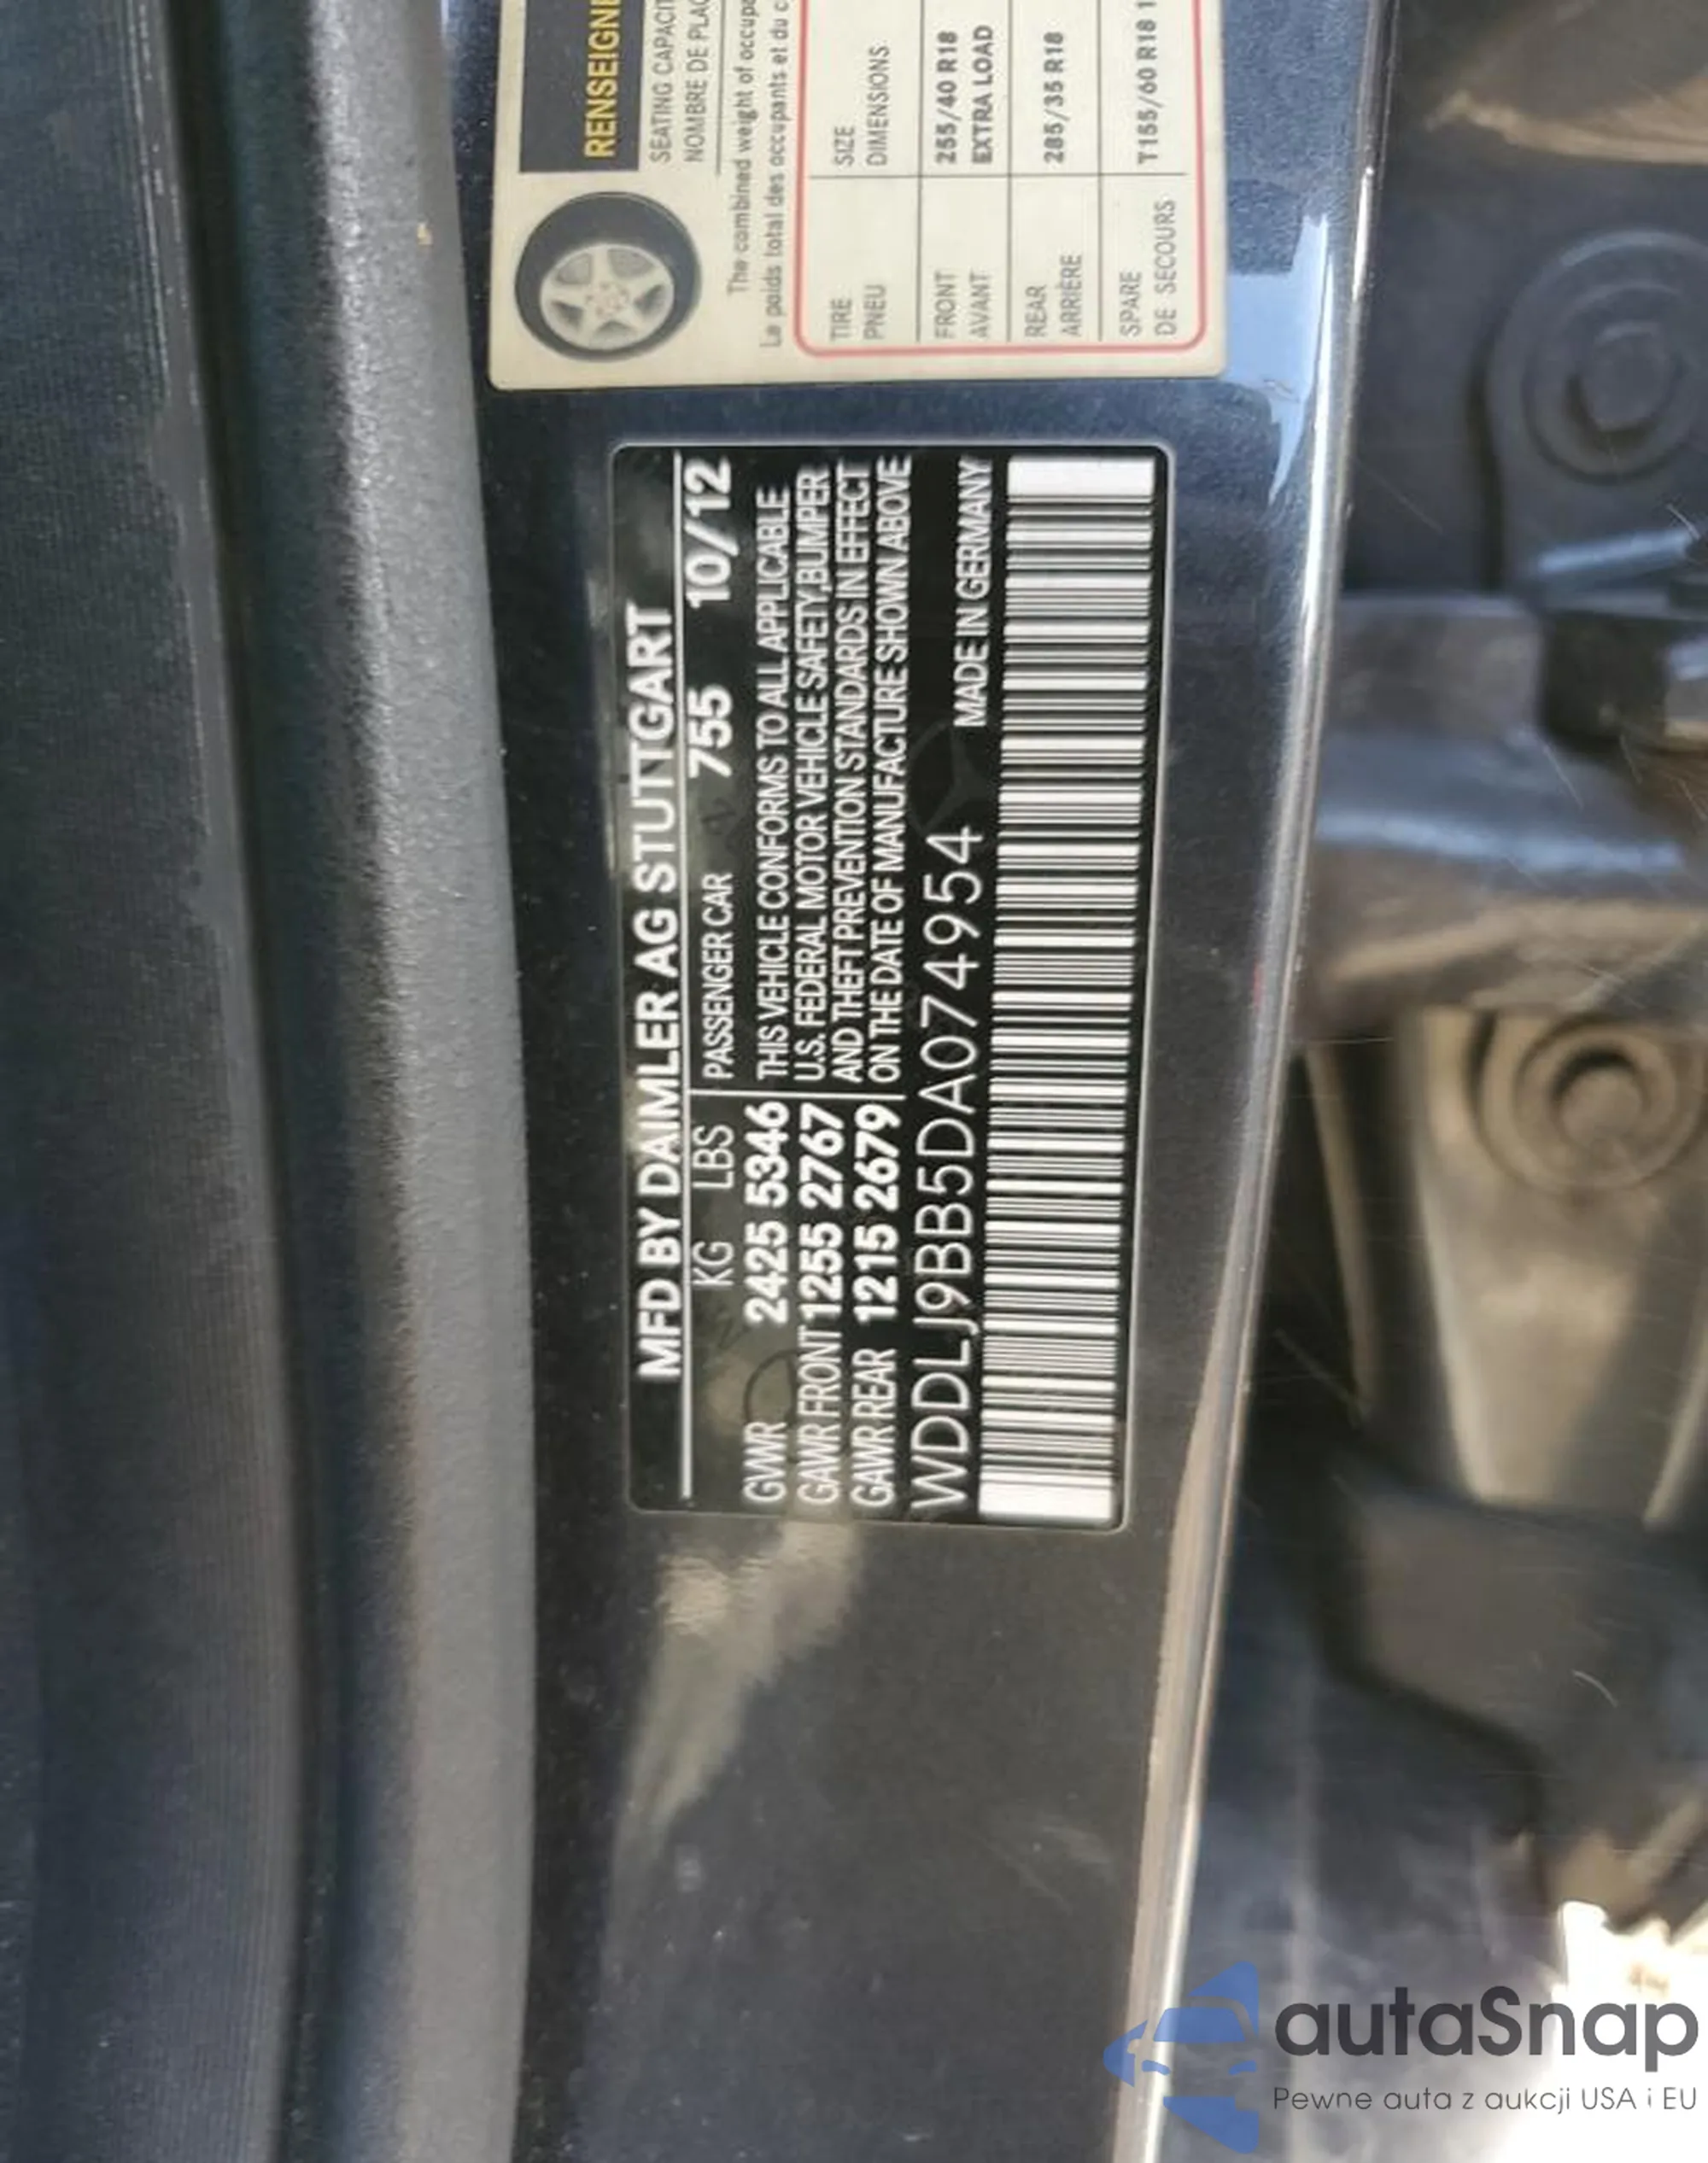 RENSEIGNE
SEATING CAPACIT
NOMBRE DE PLAC
The combined weight of occup
Le poids total des occupants et du c
TIRE SIZE
PNEU DIMENSIONS
FRONT 255/40 R18
AVANT EXTRA LOAD
REAR 285/35 R18
ARRIÈRE
SPARE T155/60 R18 1
DE SECOURS
MFD BY DAIMLER AG STUTTGART
KG LBS PASSENGER CAR 755 10/12
GVWR 2425 5346 THIS VEHICLE CONFORMS TO ALL APPLICABLE
U.S. FEDERAL MOTOR VEHICLE SAFETY,BUMPER
GAWR FRONT 1255 2767 AND THEFT PREVENTION STANDARDS IN EFFECT
GAWR REAR 1215 2679 ON THE DATE OF MANUFACTURE SHOWN ABOVE
WDDLJ9BB5DA074954 MADE IN GERMANY
autaSnap
Pewne auta z aukcji USA i EU